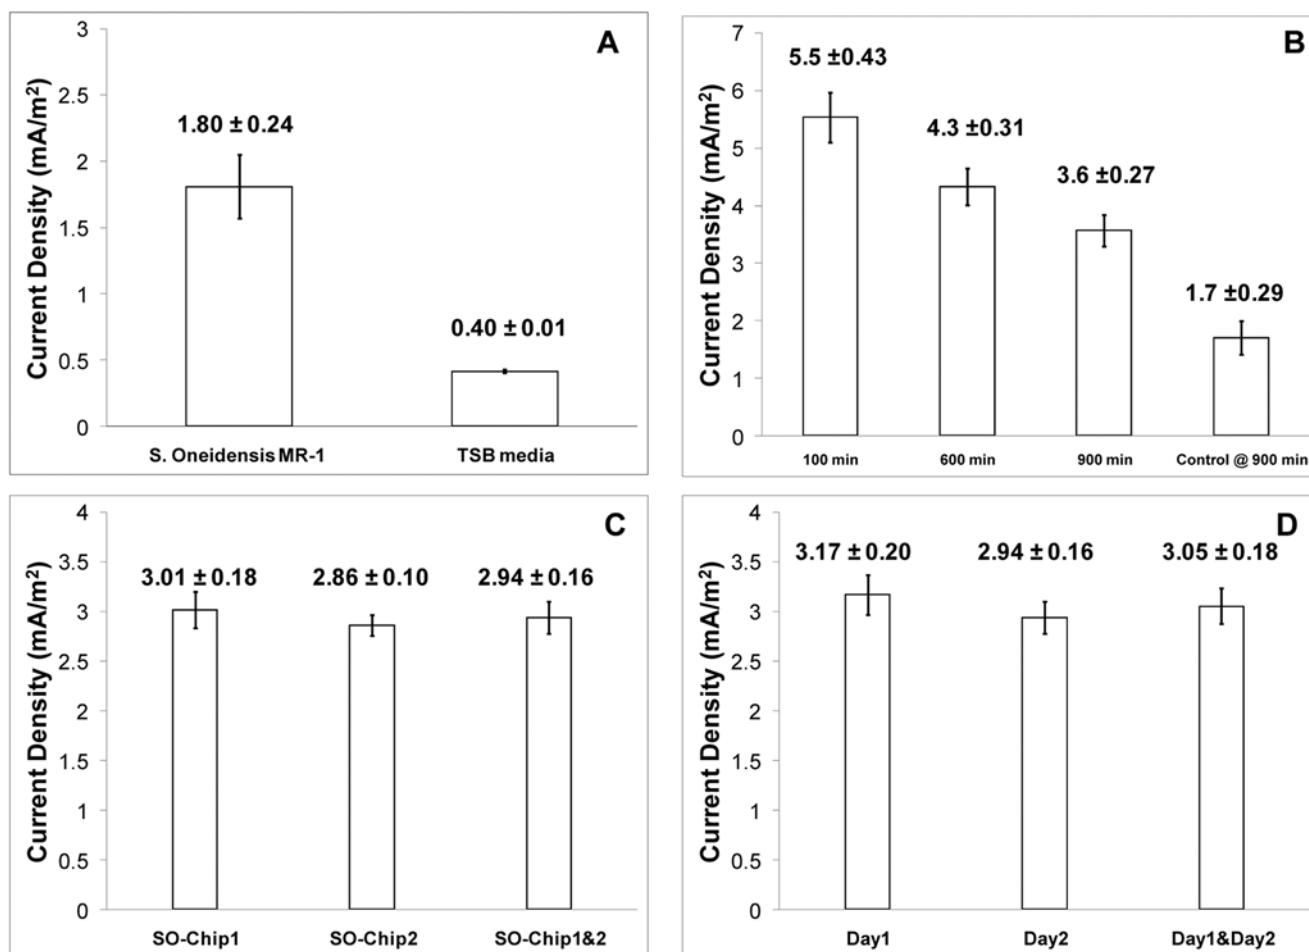 A
Current Density (mA/m²)
3
2.5
2
1.5
1
0.5
0
1.80 ± 0.24
0.40 ± 0.01
S. Oneidensis MR-1
TSB media
B
Current Density (mA/m²)
7
6
5
4
3
2
1
0
5.5 ±0.43
4.3 ±0.31
3.6 ±0.27
1.7 ±0.29
100 min
600 min
900 min
Control @ 900 min
C
Current Density (mA/m²)
4
3.5
3
2.5
2
1.5
1
0.5
0
3.01 ± 0.18
2.86 ± 0.10
2.94 ± 0.16
SO-Chip1
SO-Chip2
SO-Chip1&2
D
Current Density (mA/m²)
4
3.5
3
2.5
2
1.5
1
0.5
0
3.17 ± 0.20
2.94 ± 0.16
3.05 ± 0.18
Day1
Day2
Day1&Day2